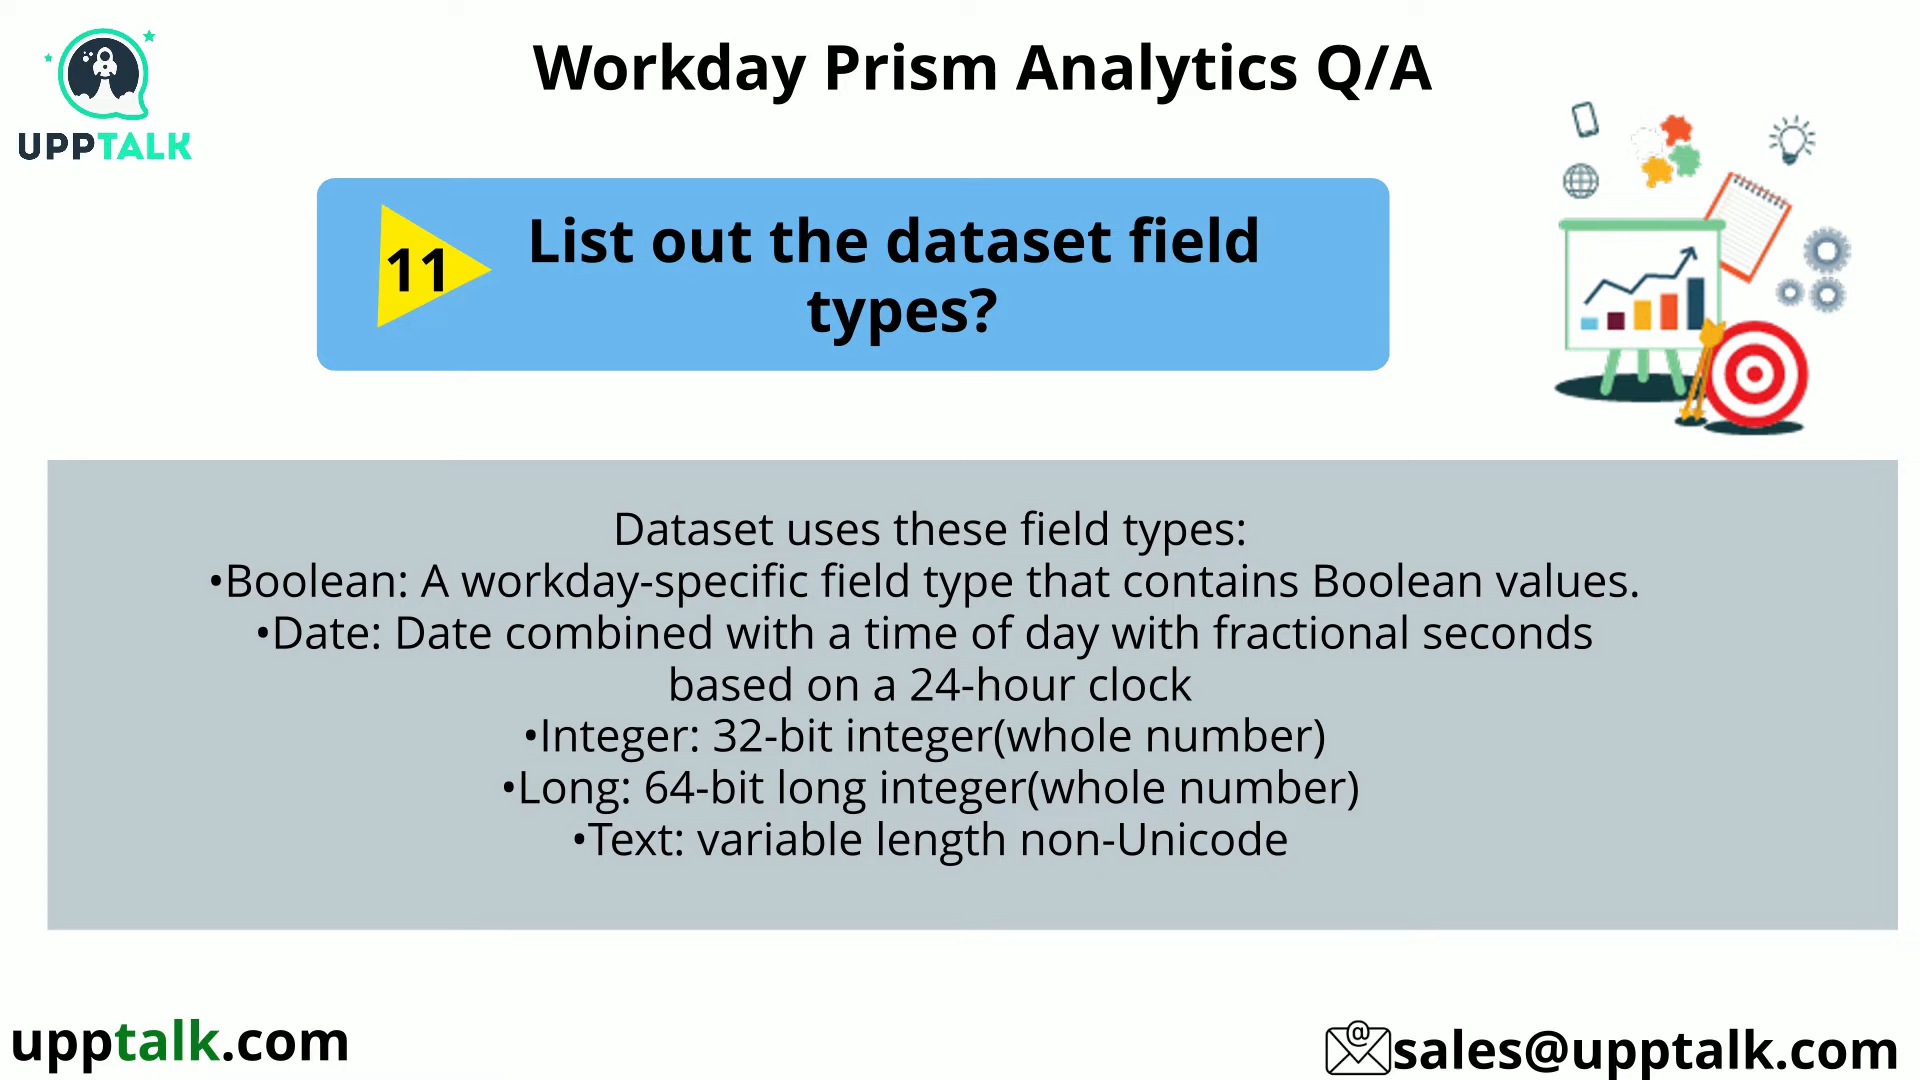 UPPTALK
Workday Prism Analytics Q/A
11
List out the dataset field
types?
Dataset uses these field types:
•Boolean: A workday-specific field type that contains Boolean values.
•Date: Date combined with a time of day with fractional seconds
based on a 24-hour clock
•Integer: 32-bit integer(whole number)
•Long: 64-bit long integer(whole number)
•Text: variable length non-Unicode
upptalk.com
@
sales@upptalk.com